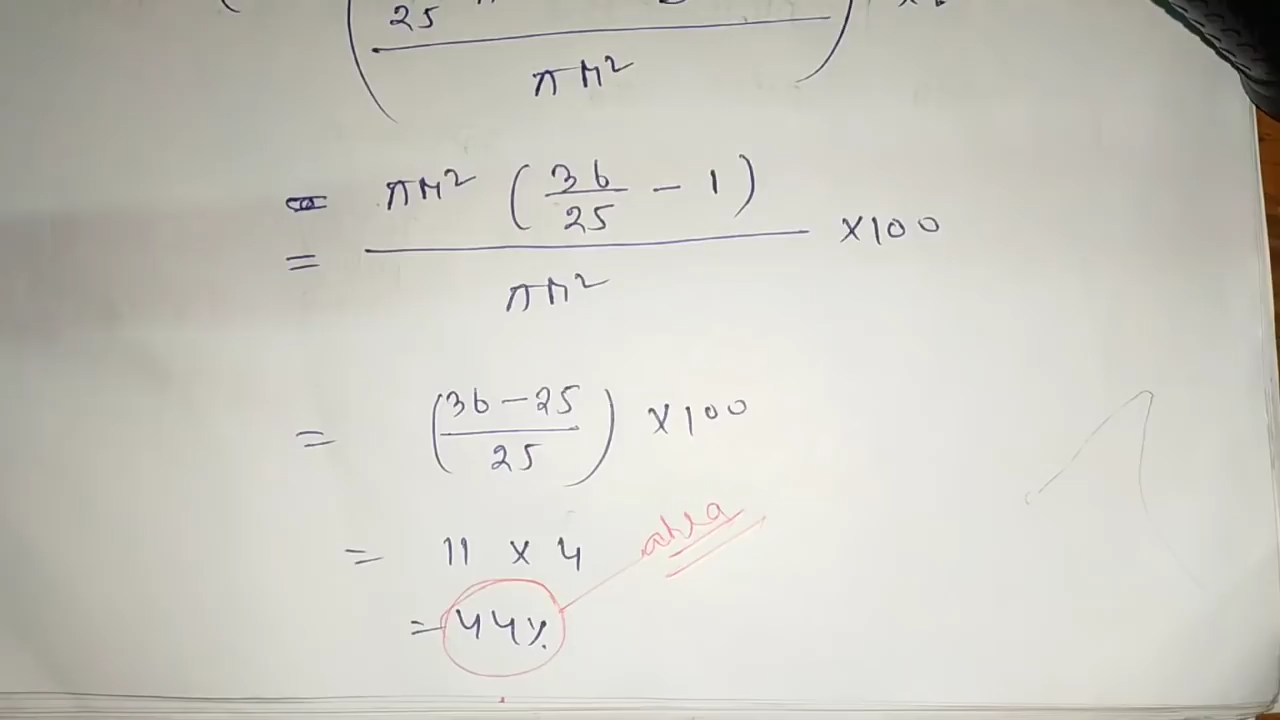 25
πr²
= πr² (36/25 - 1)
= ───────── ×100
πr²
= (36-25/25) ×100
= 11 × 4
area
= 44%